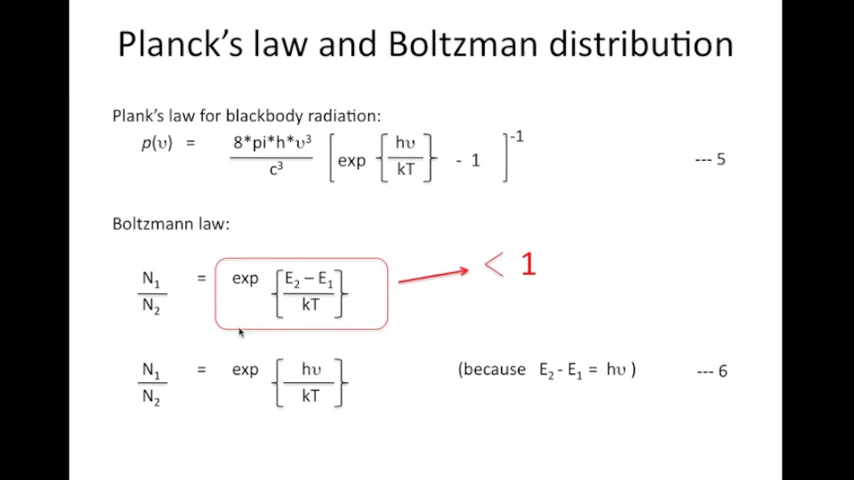 Planck's law and Boltzman distribution
Plank's law for blackbody radiation:
p(υ) = 8*pi*h*υ³ / c³ [ exp { hυ / kT } - 1 ]⁻¹ --- 5
Boltzmann law:
N₁ / N₂ = exp { E₂ – E₁ / kT } < 1
N₁ / N₂ = exp { hυ / kT } (because E₂ - E₁ = hυ ) --- 6